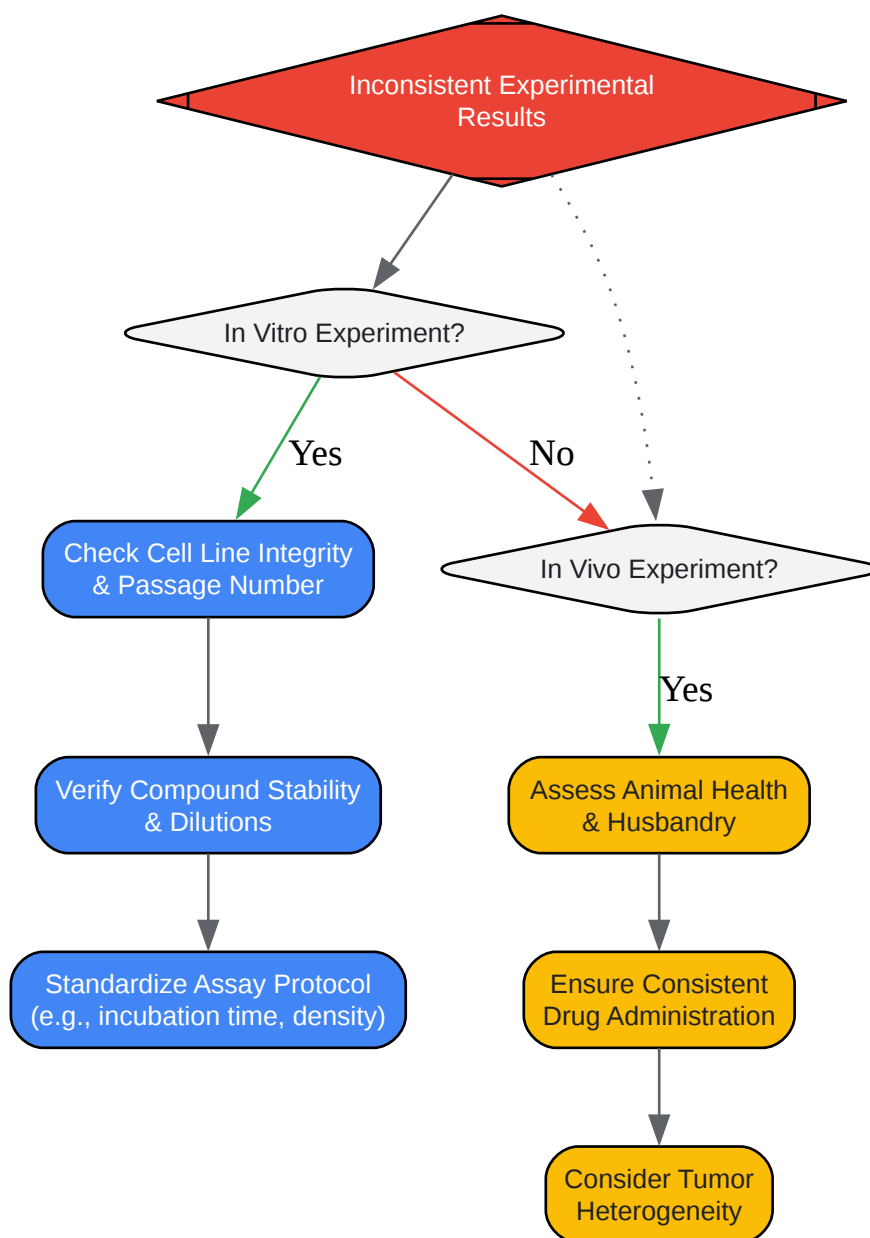 Inconsistent Experimental
Results
In Vitro Experiment?
Yes
No
Check Cell Line Integrity
& Passage Number
In Vivo Experiment?
Yes
Verify Compound Stability
& Dilutions
Assess Animal Health
& Husbandry
Standardize Assay Protocol
(e.g., incubation time, density)
Ensure Consistent
Drug Administration
Consider Tumor
Heterogeneity